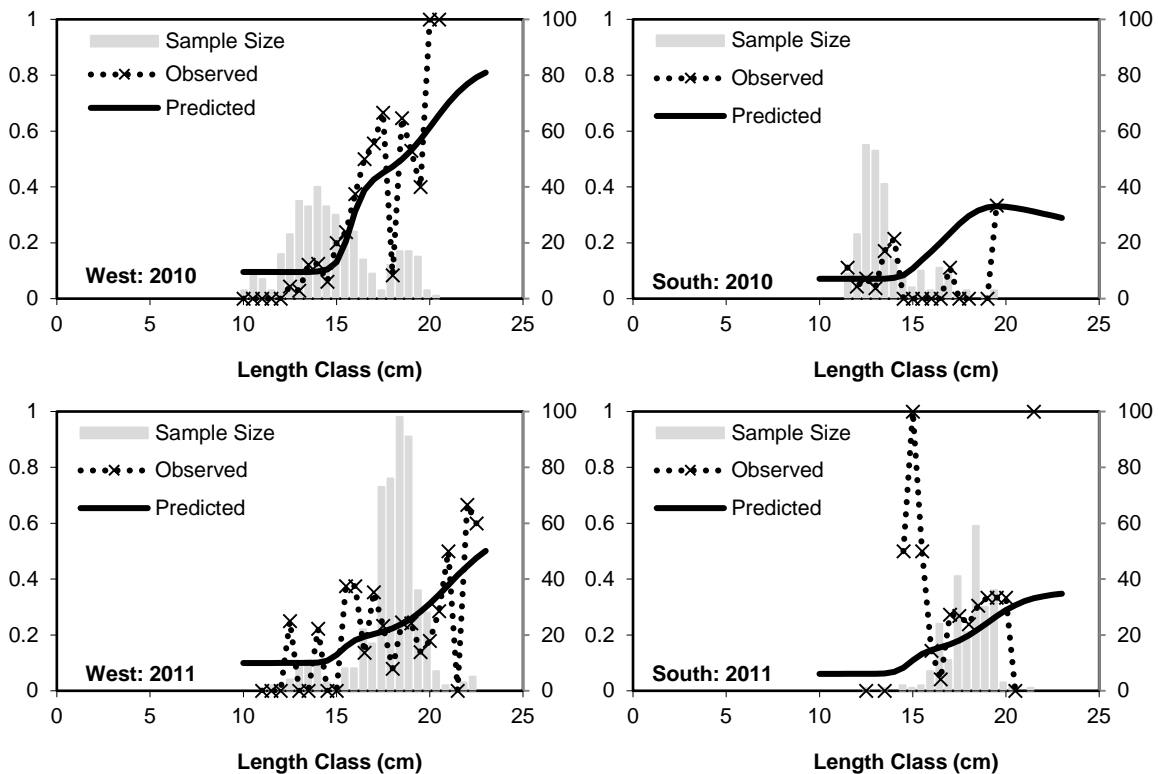 1 100
Sample Size
0.8 Observed 80
Predicted
0.6 60
0.4 40
0.2 20
West: 2010
0 0
0 5 10 15 20 25
Length Class (cm)
1 100
Sample Size
0.8 Observed 80
Predicted
0.6 60
0.4 40
0.2 20
South: 2010
0 0
0 5 10 15 20 25
Length Class (cm)
1 100
Sample Size
0.8 Observed 80
Predicted
0.6 60
0.4 40
0.2 20
West: 2011
0 0
0 5 10 15 20 25
Length Class (cm)
1 100
Sample Size
0.8 Observed 80
Predicted
0.6 60
0.4 40
0.2 20
South: 2011
0 0
0 5 10 15 20 25
Length Class (cm)